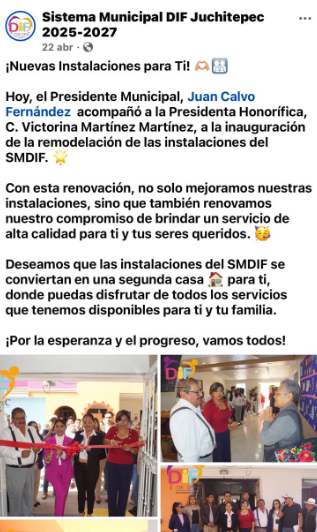 Sistema Municipal DIF Juchitepec
2025-2027
22 abr ·
¡Nuevas Instalaciones para Ti! 🫶🏼👥
Hoy, el Presidente Municipal, Juan Calvo
Fernández acompañó a la Presidenta Honorífica,
C. Victorina Martínez Martínez, a la inauguración
de la remodelación de las instalaciones del
SMDIF. 🌟
Con esta renovación, no solo mejoramos nuestras
instalaciones, sino que también renovamos
nuestro compromiso de brindar un servicio de
alta calidad para ti y tus seres queridos. 🥳
Deseamos que las instalaciones del SMDIF se
conviertan en una segunda casa 🏠 para ti,
donde puedas disfrutar de todos los servicios
que tenemos disponibles para ti y tu familia.
¡Por la esperanza y el progreso, vamos todos!
DIF